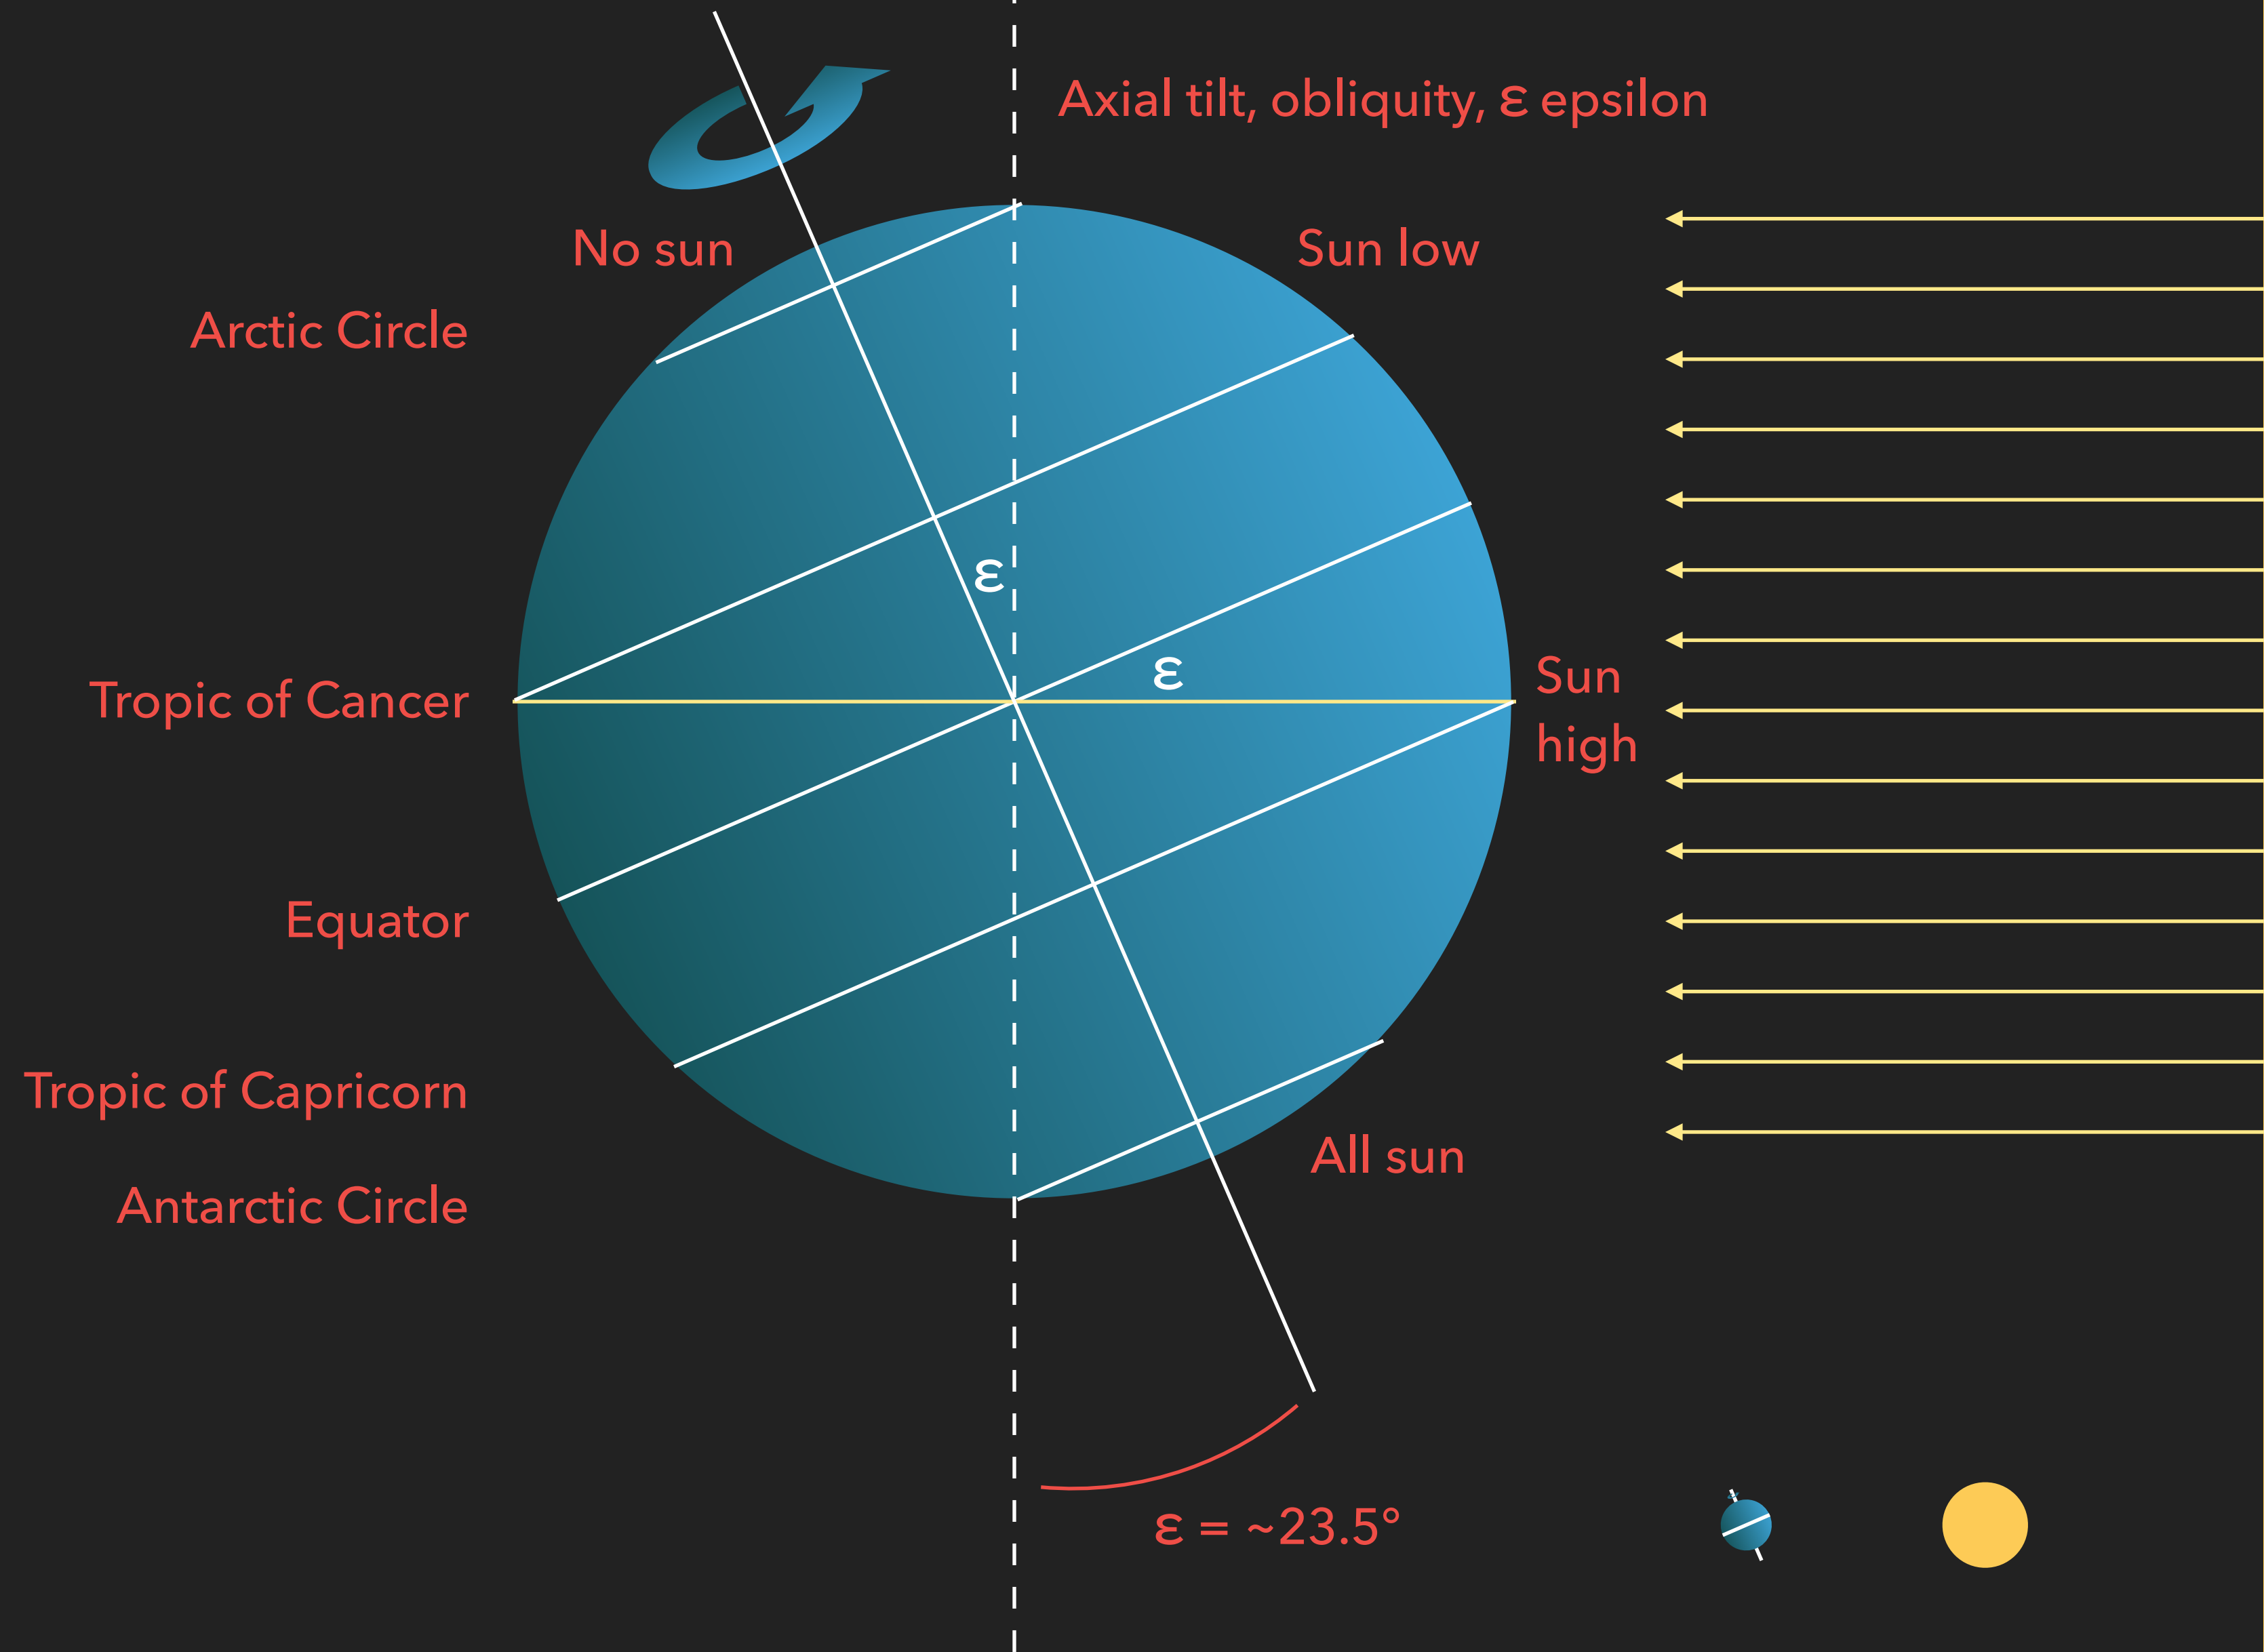 Axial tilt, obliquity, ε epsilon
No sun
Sun low
Arctic Circle
ε
ε
Tropic of Cancer
Sun
high
Equator
Tropic of Capricorn
All sun
Antarctic Circle
ε = ~23.5°